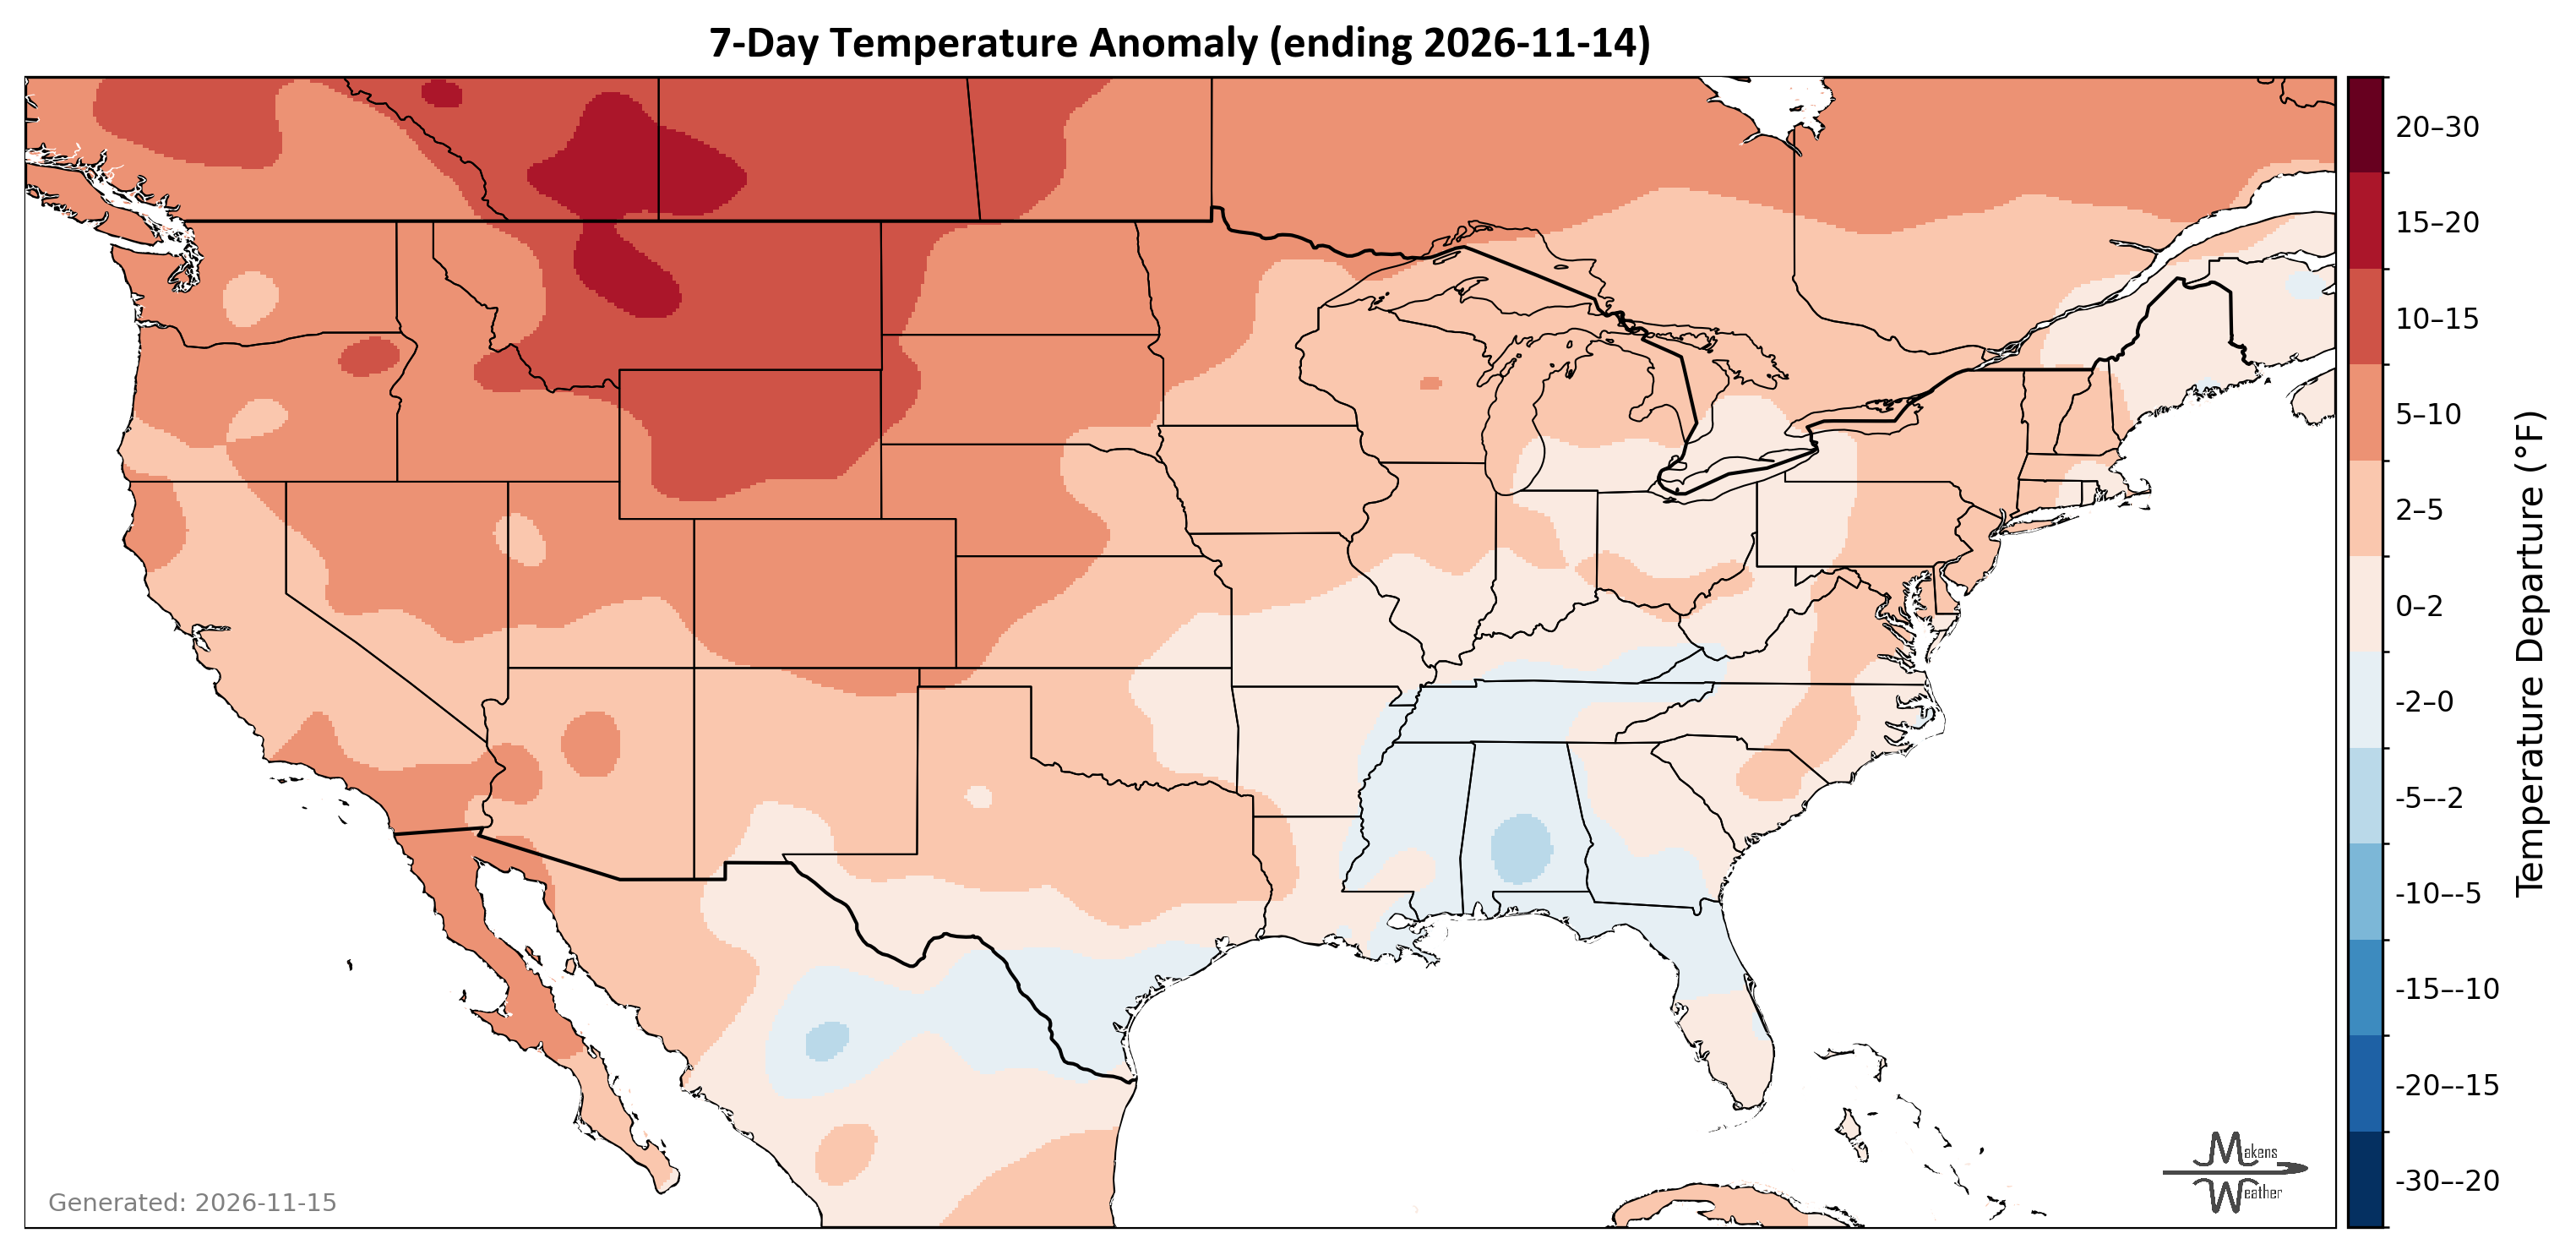 7-Day Temperature Anomaly (ending 2026-11-14)
20–30
15–20
10–15
5–10
2–5
0–2
-2–0
-5–-2
-10–-5
-15–-10
-20–-15
-30–-20
Temperature Departure (°F)
Generated: 2026-11-15
Makens
Weather